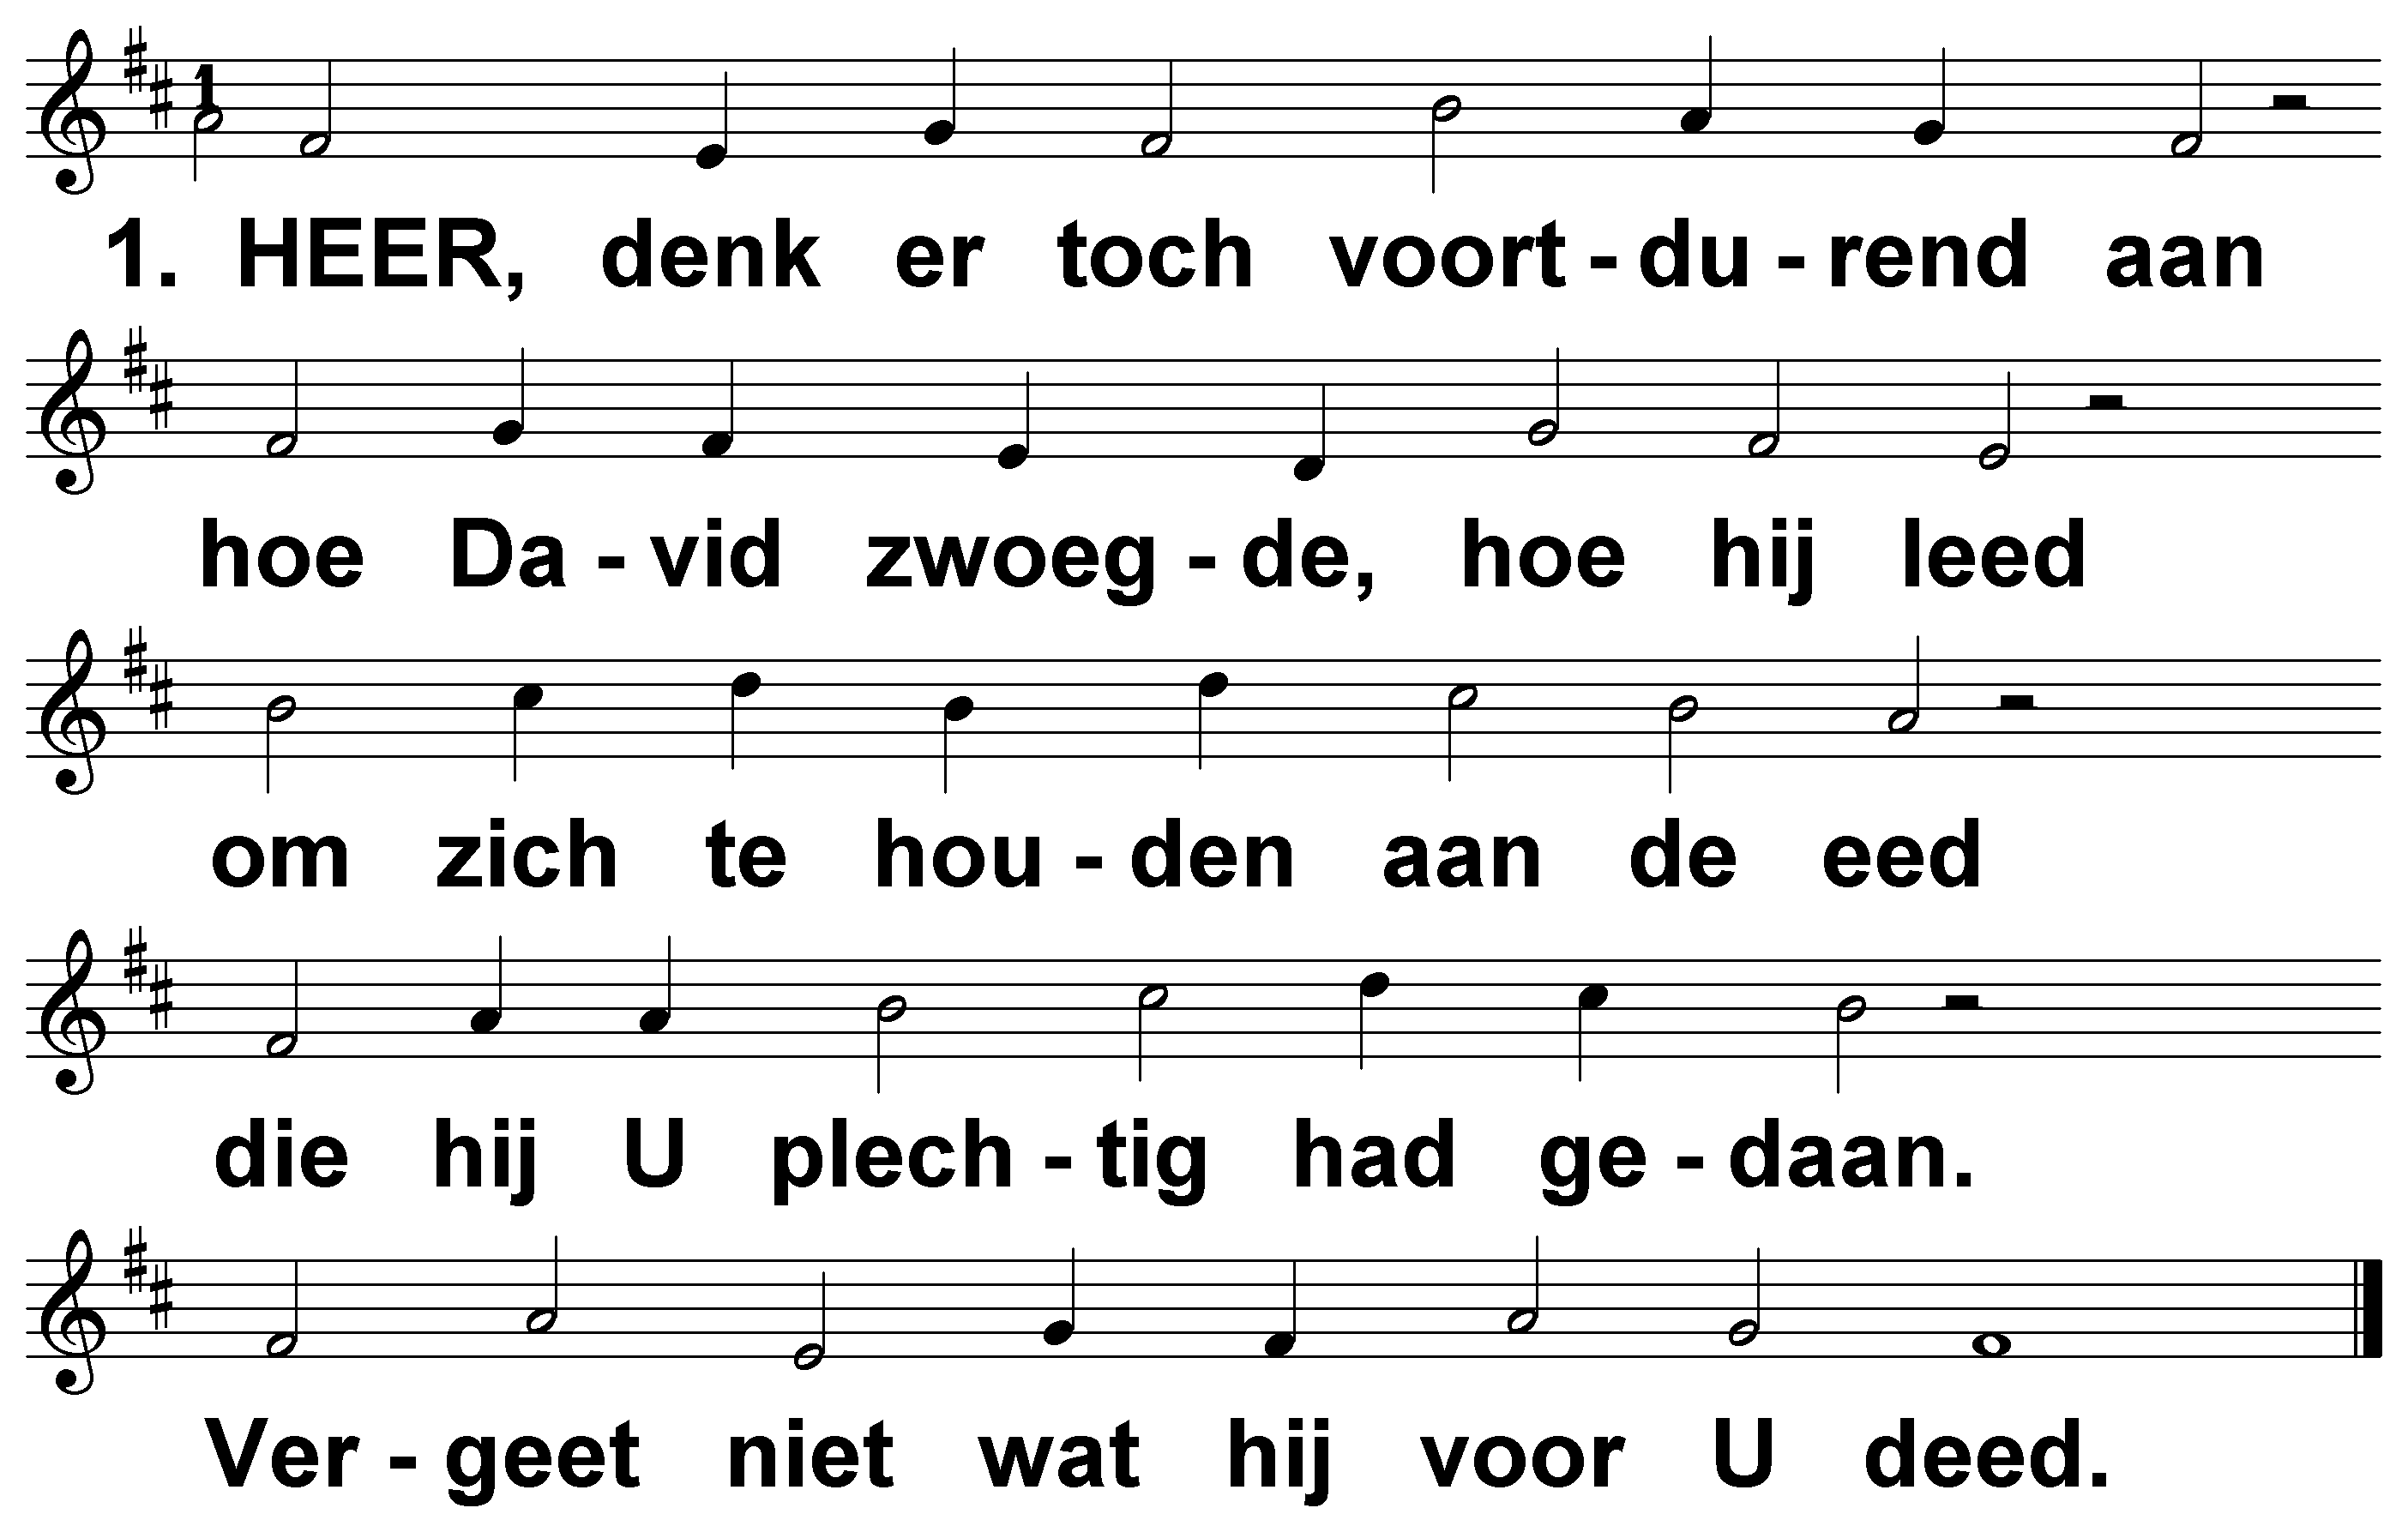 1
1. HEER, denk er toch voort - du - rend aan
hoe Da - vid zwoeg - de, hoe hij leed
om zich te hou - den aan de eed
die hij U plech - tig had ge - daan.
Ver - geet niet wat hij voor U deed.